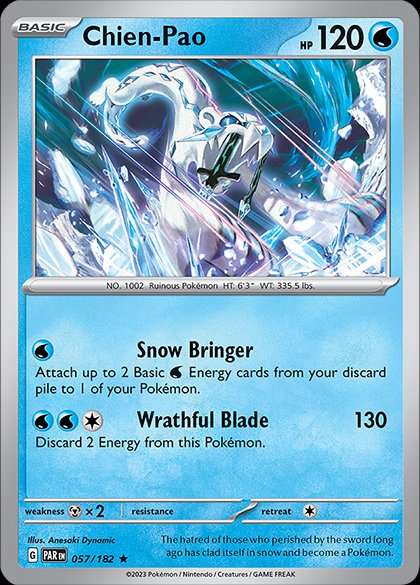 BASIC
Chien-Pao
HP 120
NO. 1002 Ruinous Pokémon HT: 6'3" WT: 335.5 lbs.
Snow Bringer
Attach up to 2 Basic Energy cards from your discard
pile to 1 of your Pokémon.
Wrathful Blade 130
Discard 2 Energy from this Pokémon.
weakness ×2 resistance retreat
Illus. Anesaki Dynamic
The hatred of those who perished by the sword long
ago has clad itself in snow and become a Pokémon.
G PAR EN 057/182 ★
©2023 Pokémon / Nintendo / Creatures / GAME FREAK